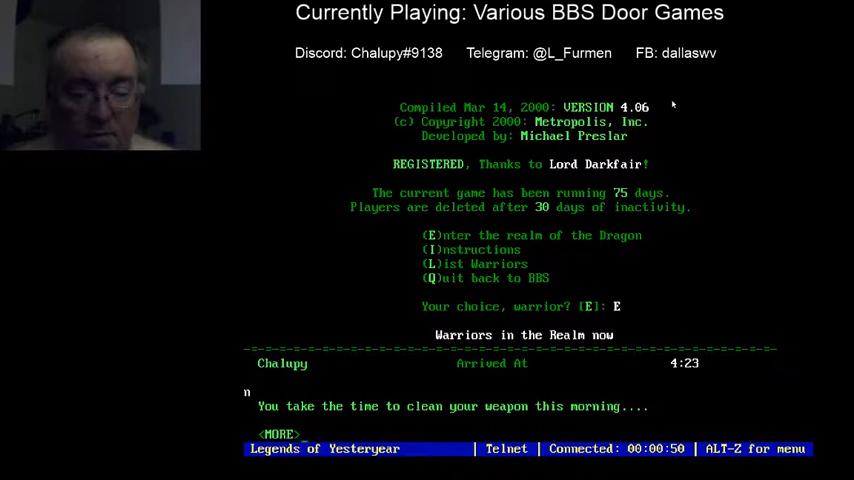 Currently Playing: Various BBS Door Games
Discord: Chalupy#9138 Telegram: @L_Furmen FB: dallaswv
Compiled Mar 14, 2000: VERSION 4.06
(c) Copyright 2000: Metropolis, Inc.
Developed by: Michael Preslar
REGISTERED, Thanks to Lord Darkfair!
The current game has been running 75 days.
Players are deleted after 30 days of inactivity.
(E)nter the realm of the Dragon
(I)nstructions
(L)ist Warriors
(Q)uit back to BBS
Your choice, warrior? [E]: E
Warriors in the Realm now
-=-=-=-=-=-=-=-=-=-=-=-=-=-=-=-=-=-=-=-=-=-=-=-=-=-=-=-=-=-=-=-=-=-=-=-=-=-
Chalupy Arrived At 4:23
n
You take the time to clean your weapon this morning....
<MORE>_
Legends of Yesteryear | Telnet | Connected: 00:00:50 | ALT-Z for menu